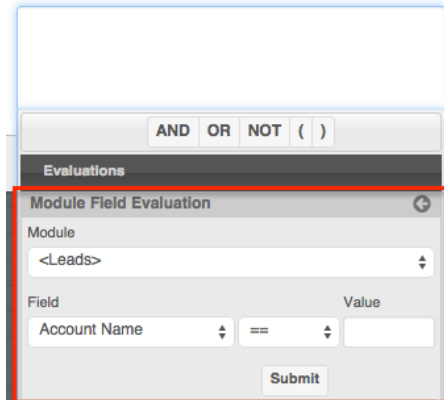 AND OR NOT ( )
Evaluations
Module Field Evaluation
Module
<Leads>
Field Value
Account Name ==
Submit